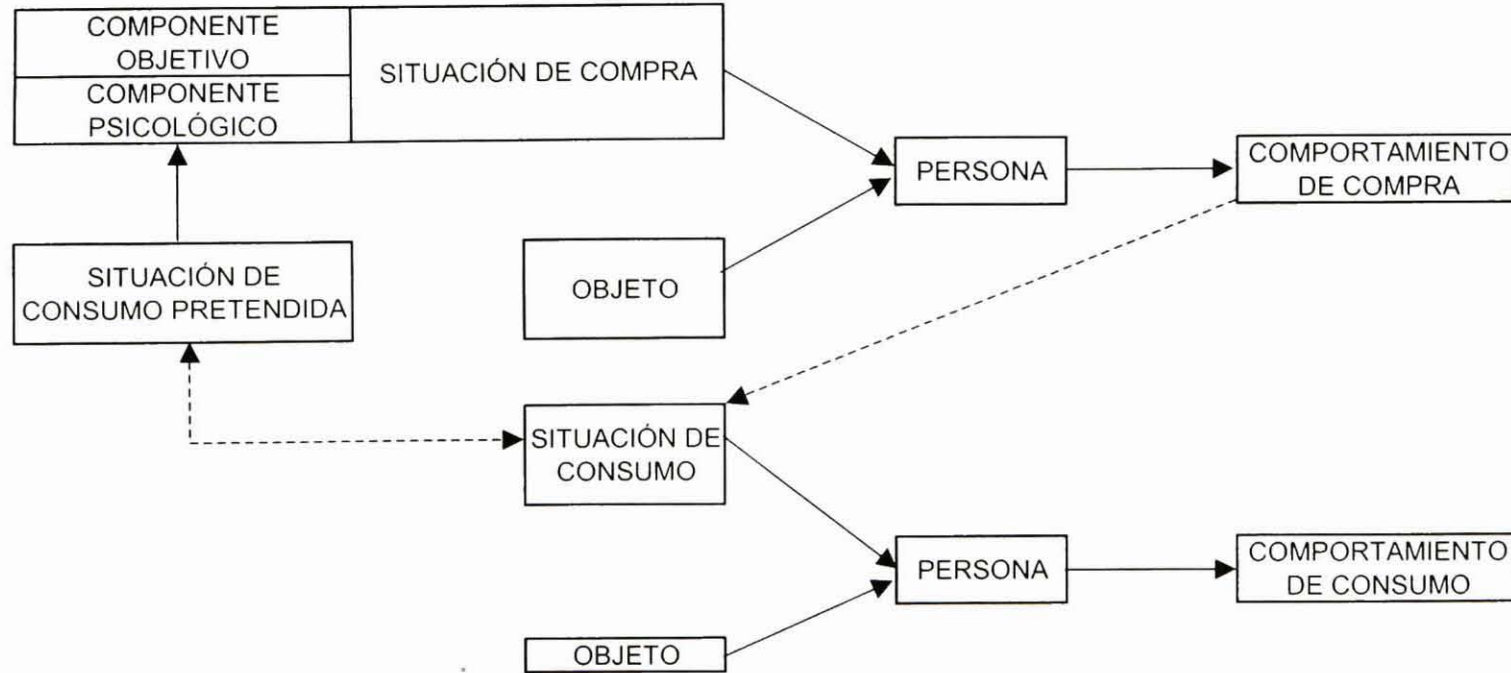 COMPONENTE
OBJETIVO
COMPONENTE
PSICOLÓGICO
SITUACIÓN DE COMPRA
PERSONA
COMPORTAMIENTO
DE COMPRA
SITUACIÓN DE
CONSUMO PRETENDIDA
OBJETO
SITUACIÓN DE
CONSUMO
PERSONA
COMPORTAMIENTO
DE CONSUMO
OBJETO